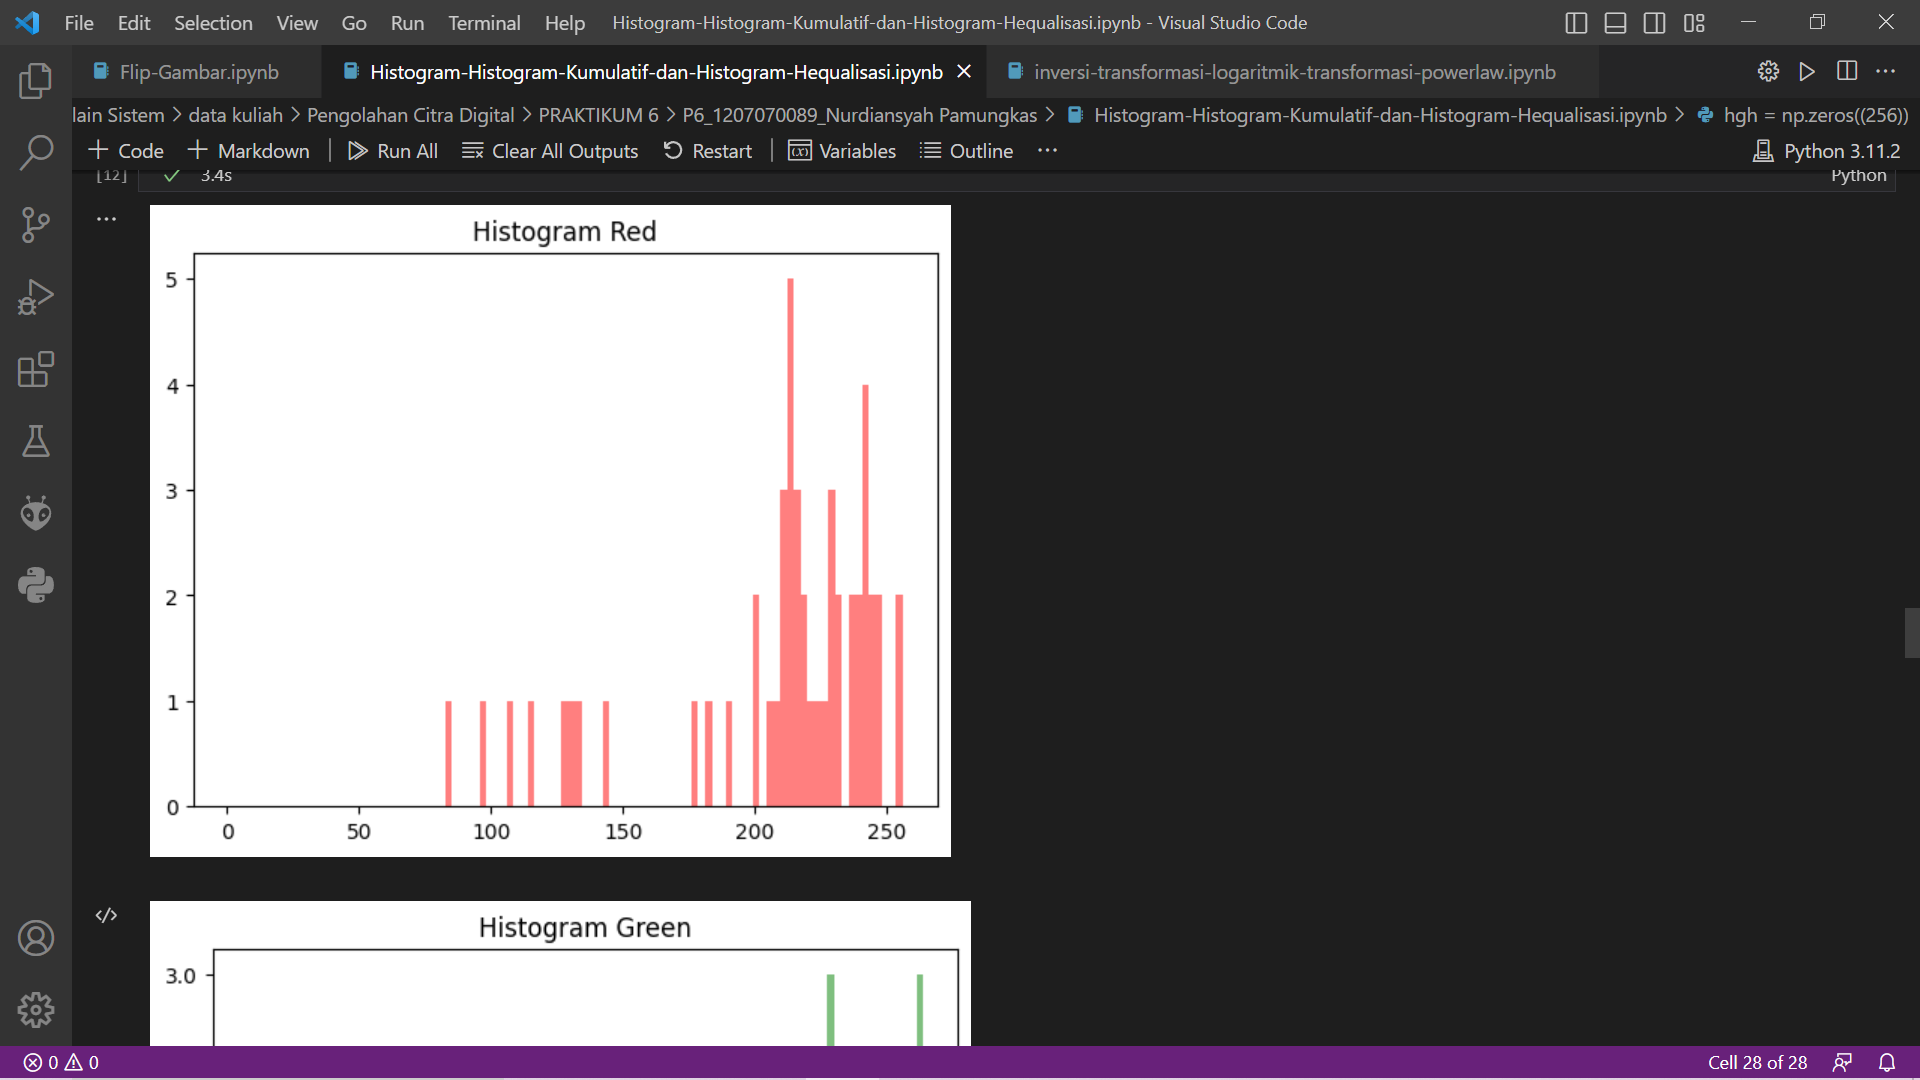 File Edit Selection View Go Run Terminal Help Histogram-Histogram-Kumulatif-dan-Histogram-Hequalisasi.ipynb - Visual Studio Code
Flip-Gambar.ipynb Histogram-Histogram-Kumulatif-dan-Histogram-Hequalisasi.ipynb inversi-transformasi-logaritmik-transformasi-powerlaw.ipynb
lain Sistem > data kuliah > Pengolahan Citra Digital > PRAKTIKUM 6 > P6_1207070089_Nurdiansyah Pamungkas > Histogram-Histogram-Kumulatif-dan-Histogram-Hequalisasi.ipynb > hgh = np.zeros((256))
+ Code + Markdown Run All Clear All Outputs Restart Variables Outline ... Python 3.11.2
[12] 3.4s Python
Histogram Red
5
4
3
2
1
0
0 50 100 150 200 250
Histogram Green
3.0
0 0 Cell 28 of 28